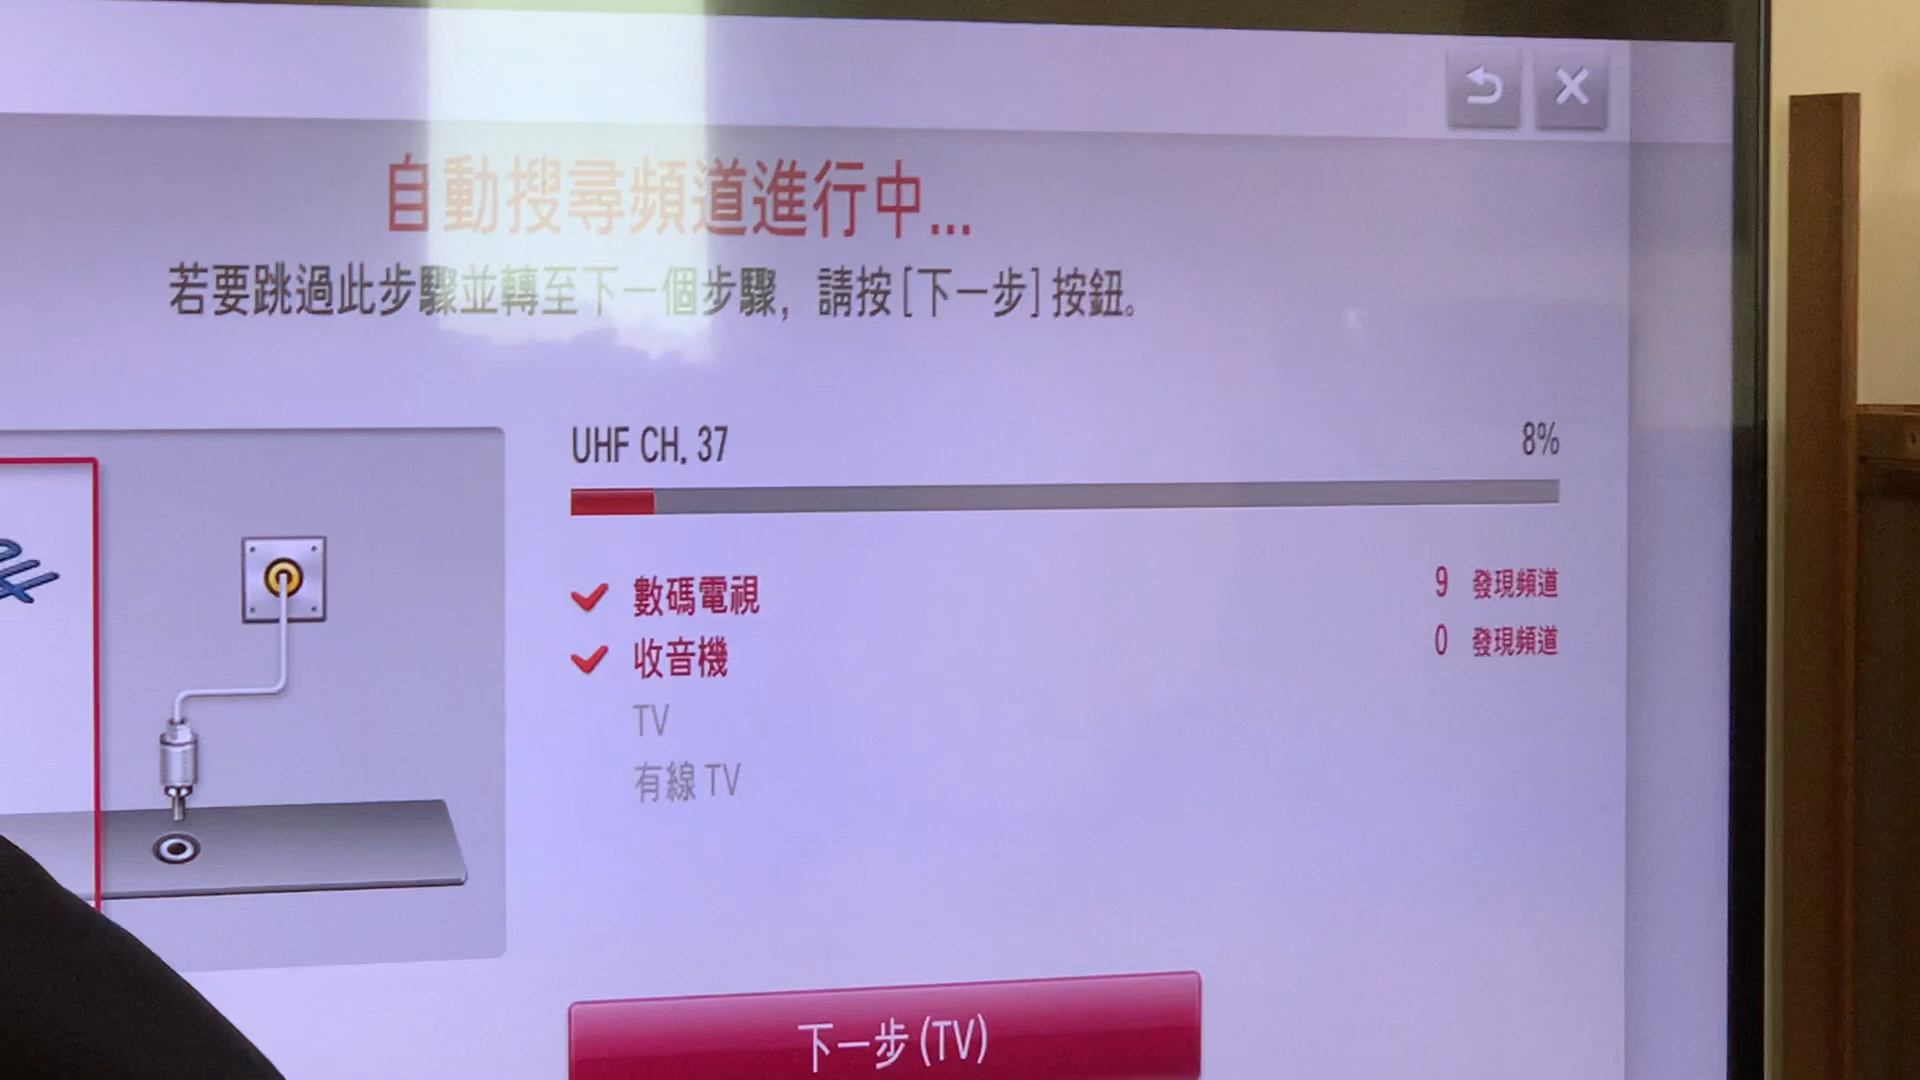 自動搜尋頻道進行中...
若要跳過此步驟並轉至下一個步驟，請按[下一步]按鈕。
UHF CH. 37 8%
數碼電視 9 發現頻道
收音機 0 發現頻道
TV
有線 TV
下一步(TV)